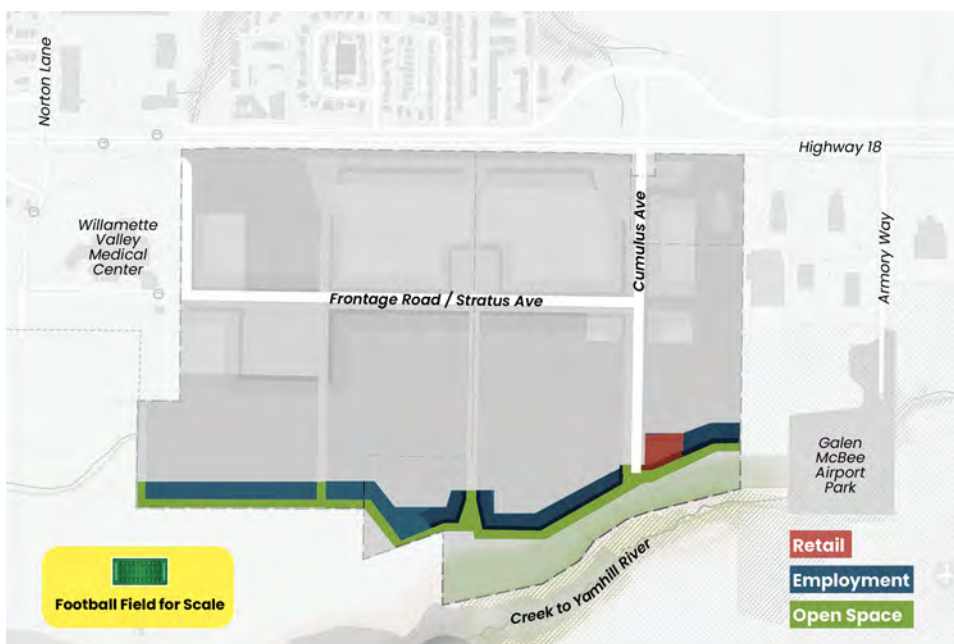 Norton Lane
Highway 18
Willamette
Valley
Medical
Center
Cumulus Ave
Armory Way
Frontage Road / Stratus Ave
Galen
McBee
Airport
Park
Retail
Employment
Open Space
Football Field for Scale
Creek to Yamhill River